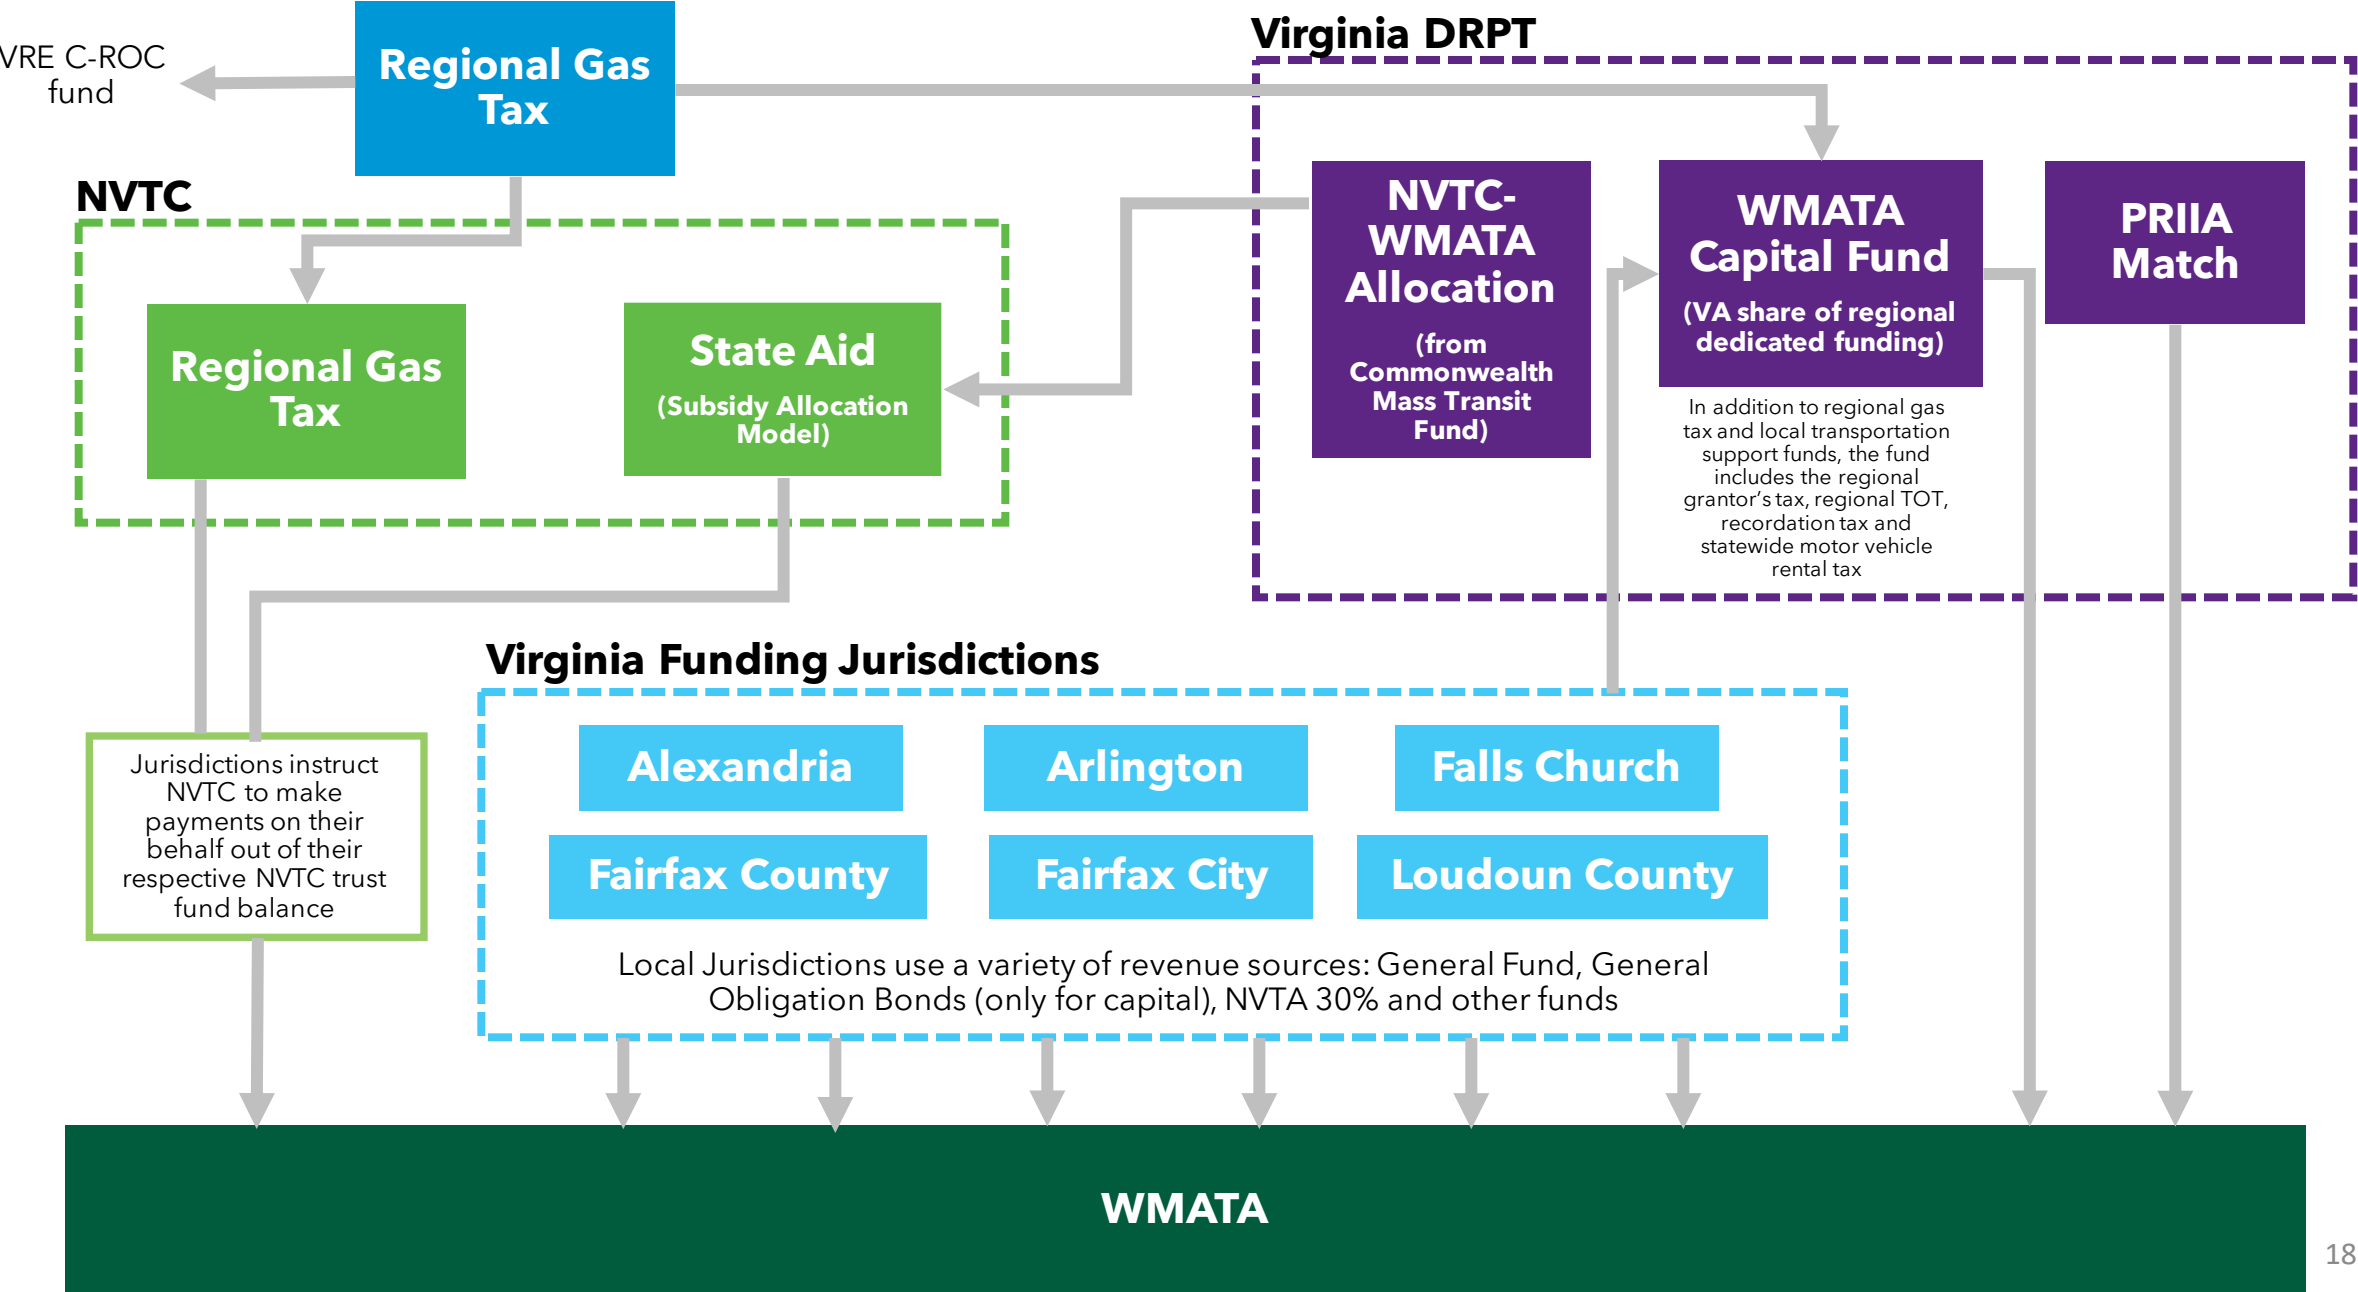 VRE C-ROC
fund
Regional Gas
Tax
Virginia DRPT
NVTC
Regional Gas
Tax
State Aid
(Subsidy Allocation
Model)
NVTC-
WMATA
Allocation
(from
Commonwealth
Mass Transit
Fund)
WMATA
Capital Fund
(VA share of regional
dedicated funding)
In addition to regional gas
tax and local transportation
support funds, the fund
includes the regional
grantor's tax, regional TOT,
recordation tax and
statewide motor vehicle
rental tax
PRIIA
Match
Virginia Funding Jurisdictions
Alexandria
Arlington
Falls Church
Fairfax County
Fairfax City
Loudoun County
Local Jurisdictions use a variety of revenue sources: General Fund, General
Obligation Bonds (only for capital), NVTA 30% and other funds
Jurisdictions instruct
NVTC to make
payments on their
behalf out of their
respective NVTC trust
fund balance
WMATA
18